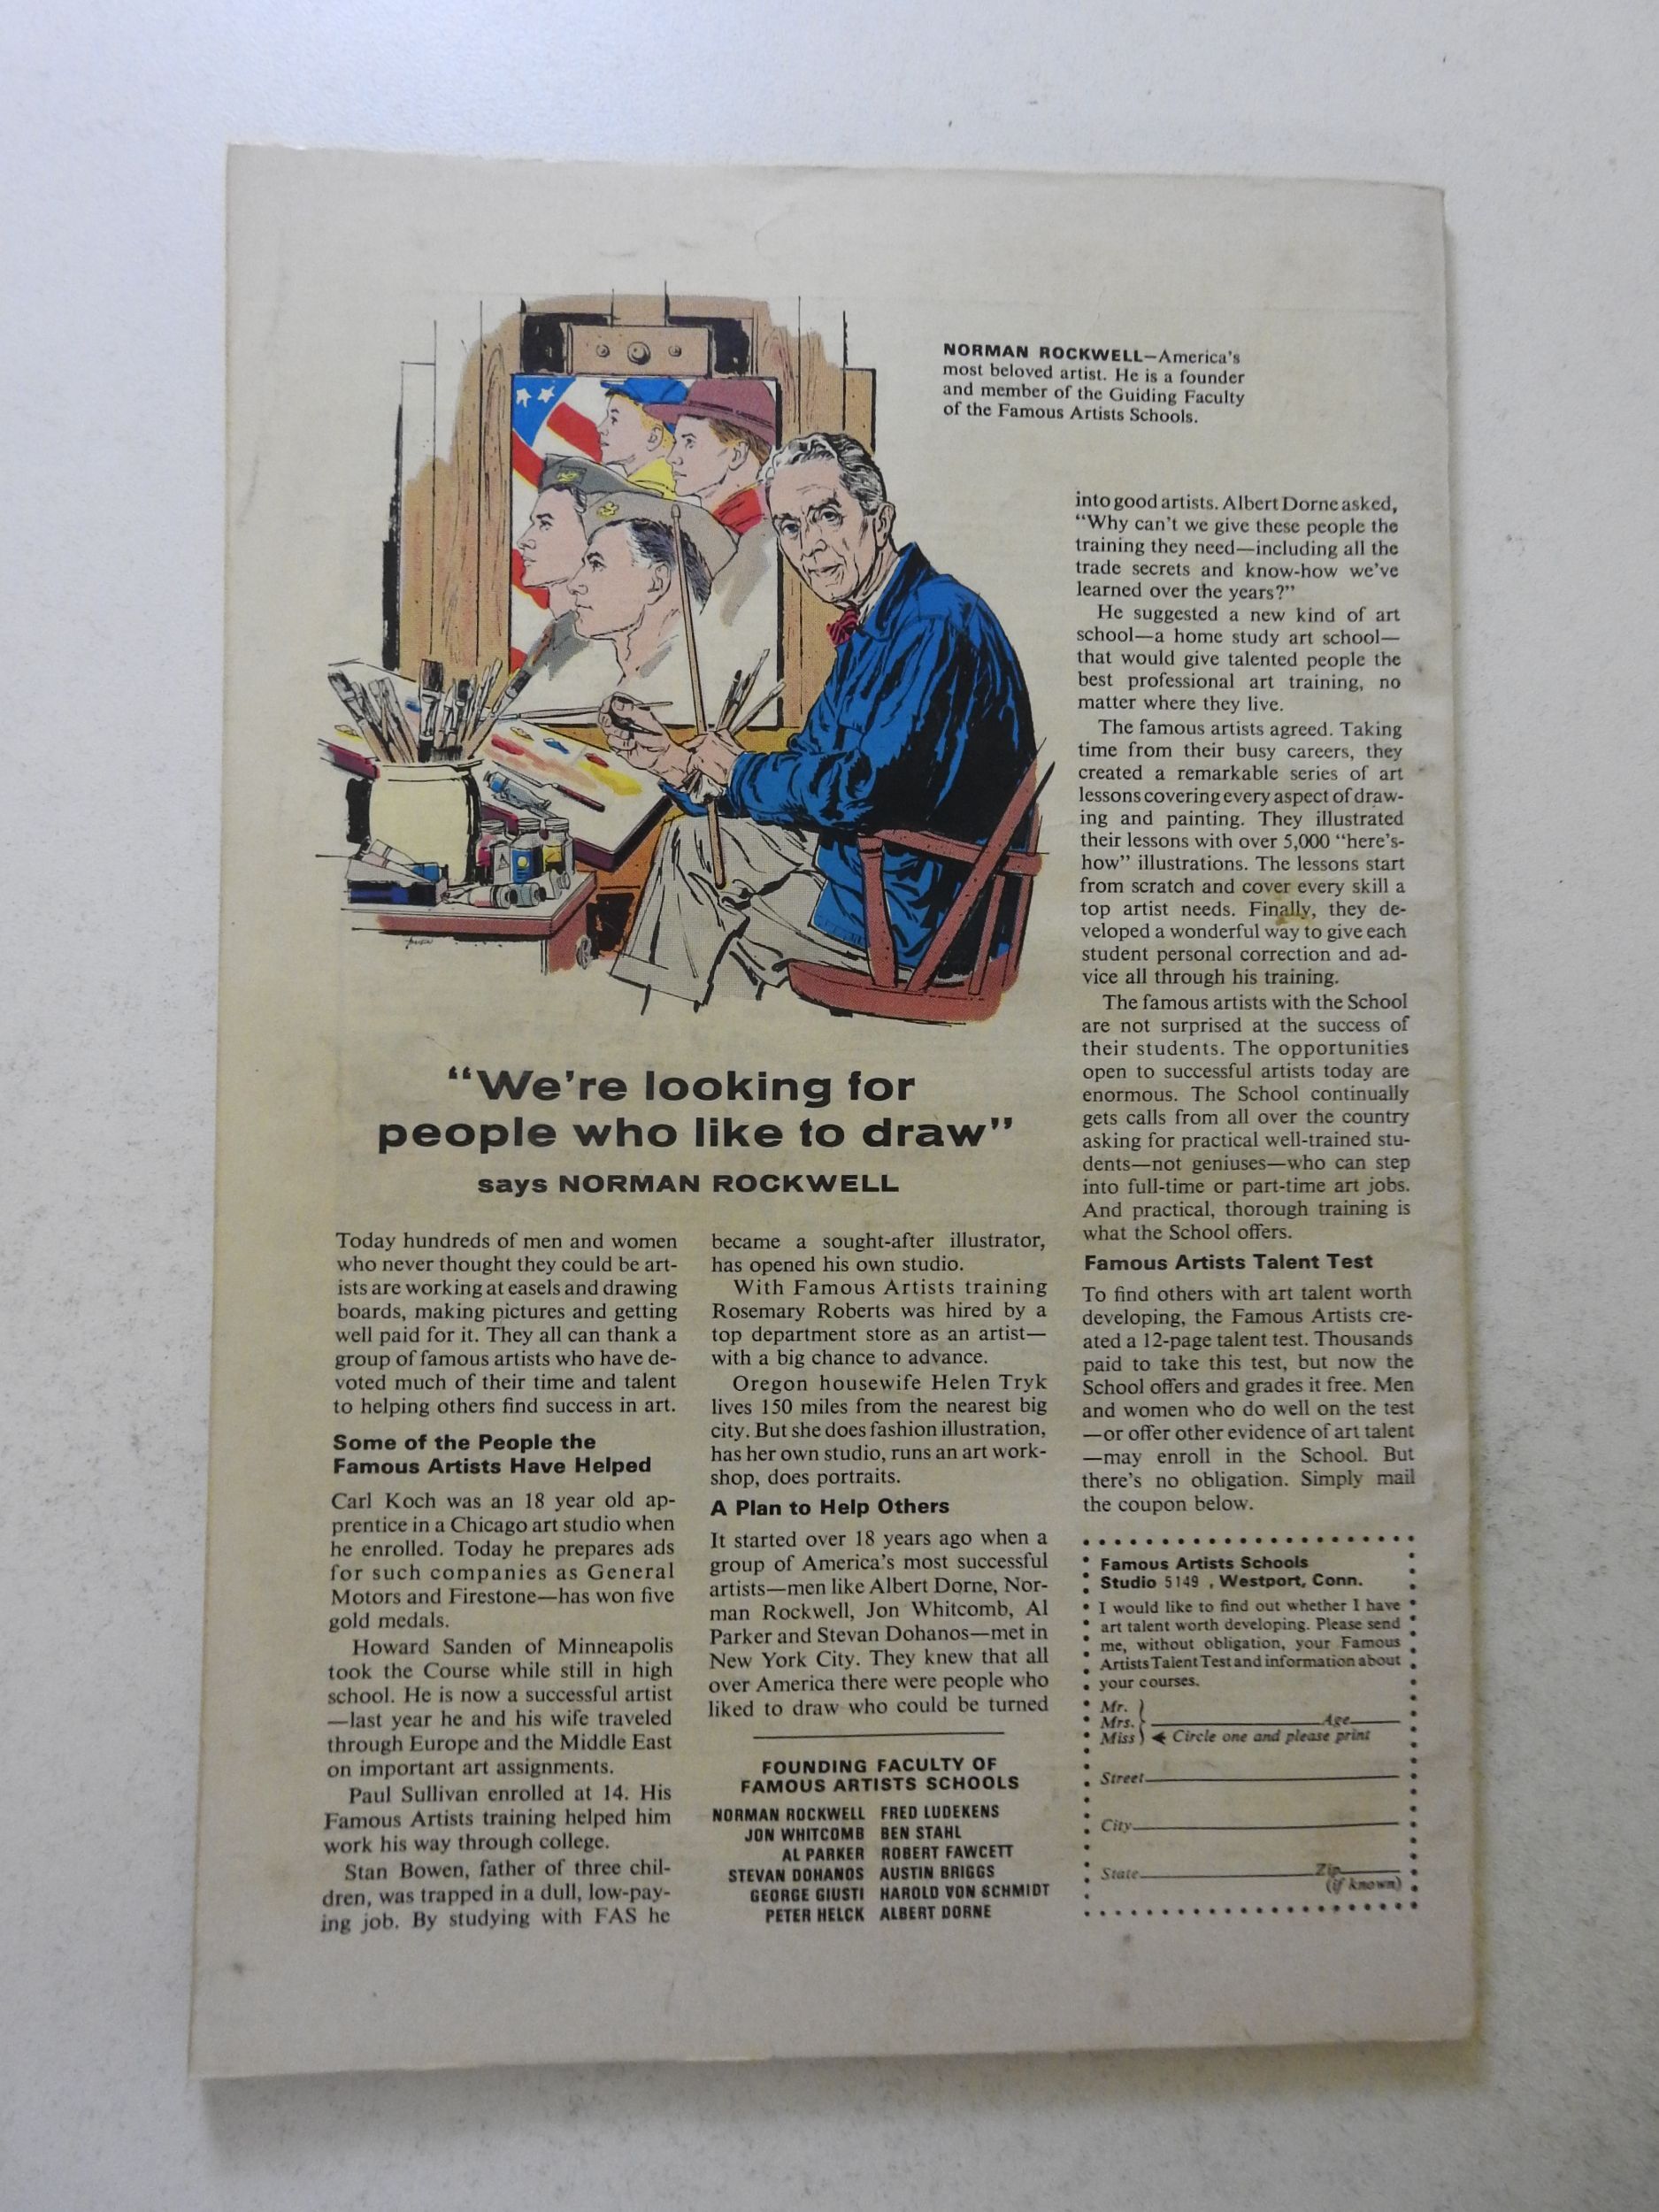 NORMAN ROCKWELL—America's
most beloved artist. He is a founder
and member of the Guiding Faculty
of the Famous Artists Schools.
"We're looking for
people who like to draw"
says NORMAN ROCKWELL
Today hundreds of men and women
who never thought they could be art-
ists are working at easels and drawing
boards, making pictures and getting
well paid for it. They all can thank a
group of famous artists who have de-
voted much of their time and talent
to helping others find success in art.
Some of the People the
Famous Artists Have Helped
Carl Koch was an 18 year old ap-
prentice in a Chicago art studio when
he enrolled. Today he prepares ads
for such companies as General
Motors and Firestone—has won five
gold medals.
Howard Sanden of Minneapolis
took the Course while still in high
school. He is now a successful artist
—last year he and his wife traveled
through Europe and the Middle East
on important art assignments.
Paul Sullivan enrolled at 14. His
Famous Artists training helped him
work his way through college.
Stan Bowen, father of three chil-
dren, was trapped in a dull, low-pay-
ing job. By studying with FAS he
became a sought-after illustrator,
has opened his own studio.
With Famous Artists training
Rosemary Roberts was hired by a
top department store as an artist—
with a big chance to advance.
Oregon housewife Helen Tryk
lives 150 miles from the nearest big
city. But she does fashion illustration,
has her own studio, runs an art work-
shop, does portraits.
A Plan to Help Others
It started over 18 years ago when a
group of America's most successful
artists—men like Albert Dorne, Nor-
man Rockwell, Jon Whitcomb, Al
Parker and Stevan Dohanos—met in
New York City. They knew that all
over America there were people who
liked to draw who could be turned
into good artists. Albert Dorne asked,
"Why can't we give these people the
training they need—including all the
trade secrets and know-how we've
learned over the years?"
He suggested a new kind of art
school—a home study art school—
that would give talented people the
best professional art training, no
matter where they live.
The famous artists agreed. Taking
time from their busy careers, they
created a remarkable series of art
lessons covering every aspect of draw-
ing and painting. They illustrated
their lessons with over 5,000 "here's-
how" illustrations. The lessons start
from scratch and cover every skill a
top artist needs. Finally, they de-
veloped a wonderful way to give each
student personal correction and ad-
vice all through his training.
The famous artists with the School
are not surprised at the success of
their students. The opportunities
open to successful artists today are
enormous. The School continually
gets calls from all over the country
asking for practical well-trained stu-
dents—not geniuses—who can step
into full-time or part-time art jobs.
And practical, thorough training is
what the School offers.
Famous Artists Talent Test
To find others with art talent worth
developing, the Famous Artists cre-
ated a 12-page talent test. Thousands
paid to take this test, but now the
School offers and grades it free. Men
and women who do well on the test
—or offer other evidence of art talent
—may enroll in the School. But
there's no obligation. Simply mail
the coupon below.
FOUNDING FACULTY OF
FAMOUS ARTISTS SCHOOLS
NORMAN ROCKWELL FRED LUDEKENS
JON WHITCOMB BEN STAHL
AL PARKER ROBERT FAWCETT
STEVAN DOHANOS AUSTIN BRIGGS
GEORGE GIUSTI HAROLD VON SCHMIDT
PETER HELCK ALBERT DORNE
Famous Artists Schools
Studio 5149 , Westport, Conn.
I would like to find out whether I have
art talent worth developing. Please send
me, without obligation, your Famous
Artists Talent Test and information about
your courses.
Mr.
Mrs. Age
Miss Circle one and please print
Street
City
State Zip
(if known)